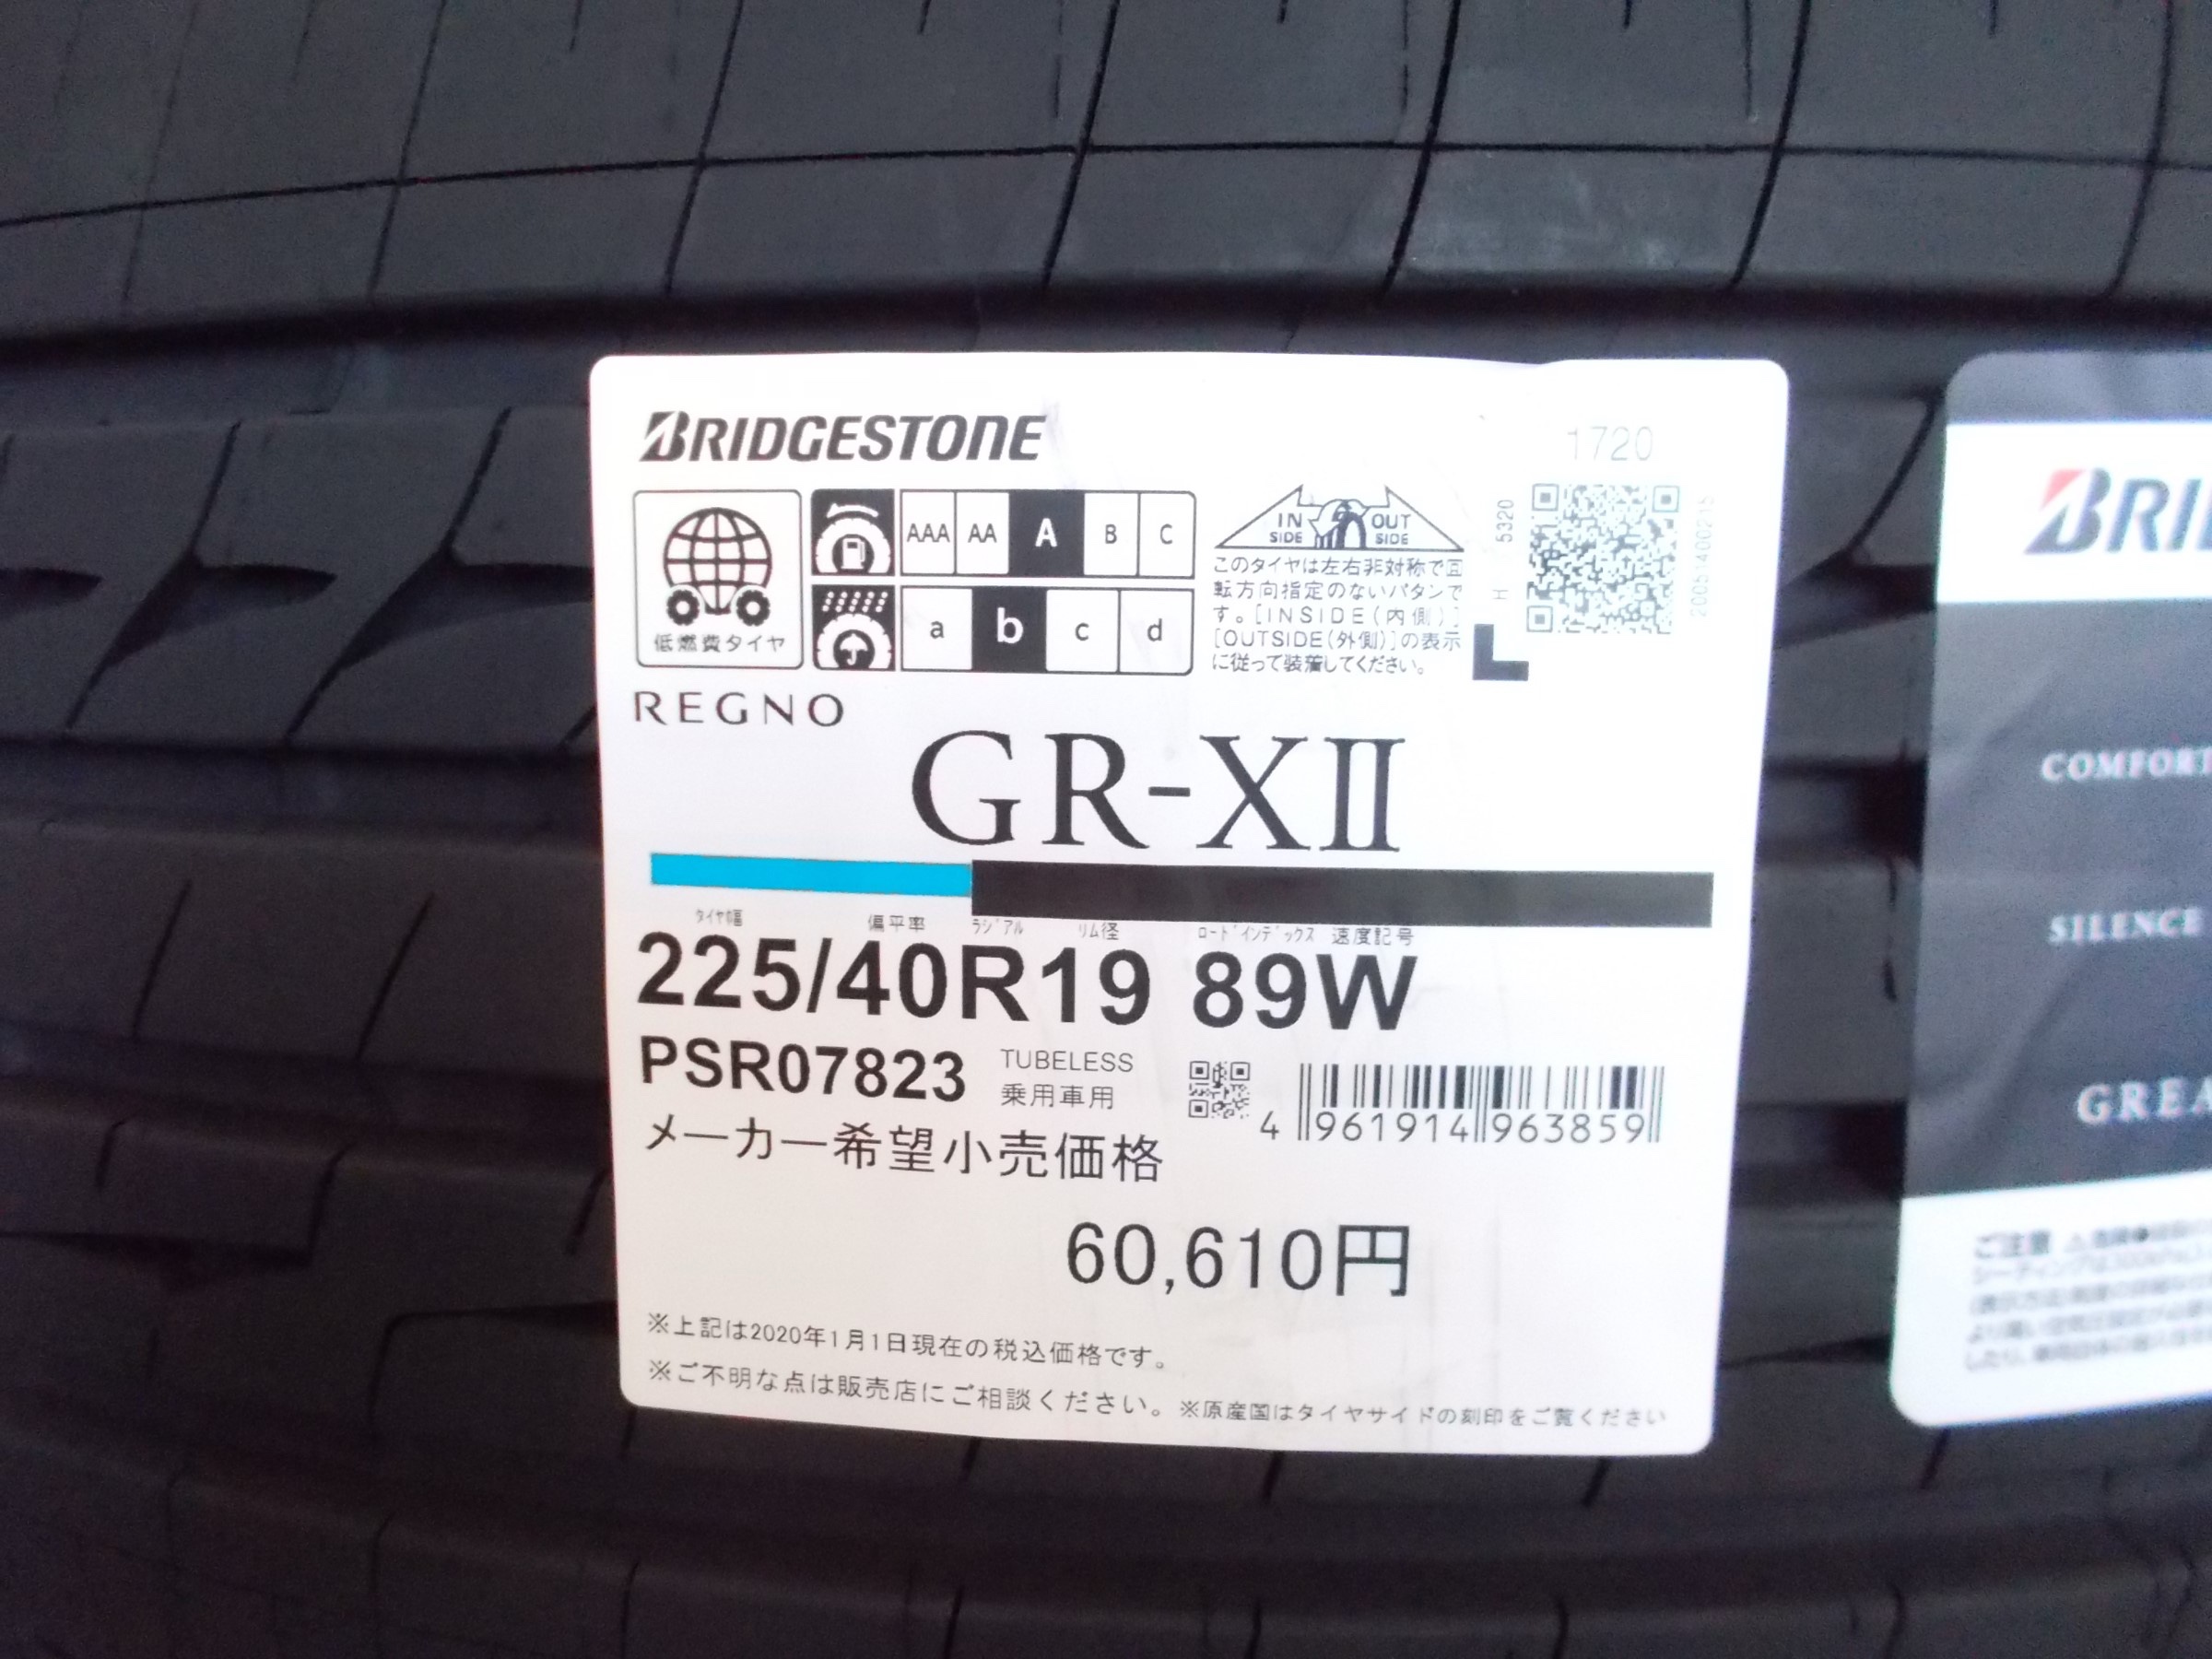 BRIDGESTONE
1720
低燃費タイヤ
AAA AA A B C
a b c d
IN SIDE OUT SIDE
このタイヤは左右非対称で回
転方向指定のないパタンで
す。[INSIDE(内側)]
[OUTSIDE(外側)]の表示
に従って装着してください。
H 5320
L
20051400215
REGNO
GR-XII
タイヤ幅 偏平率 ラジアル リム径 ロードインデックス 速度記号
225/40R19 89W
PSR07823
TUBELESS
乗用車用
4 961914 963859
メーカー希望小売価格
60,610円
※上記は2020年1月1日現在の税込価格です。
※ご不明な点は販売店にご相談ください。※原産国はタイヤサイドの刻印をご覧ください
BRI
COMFORT
SILENCE
GREA
ご注意